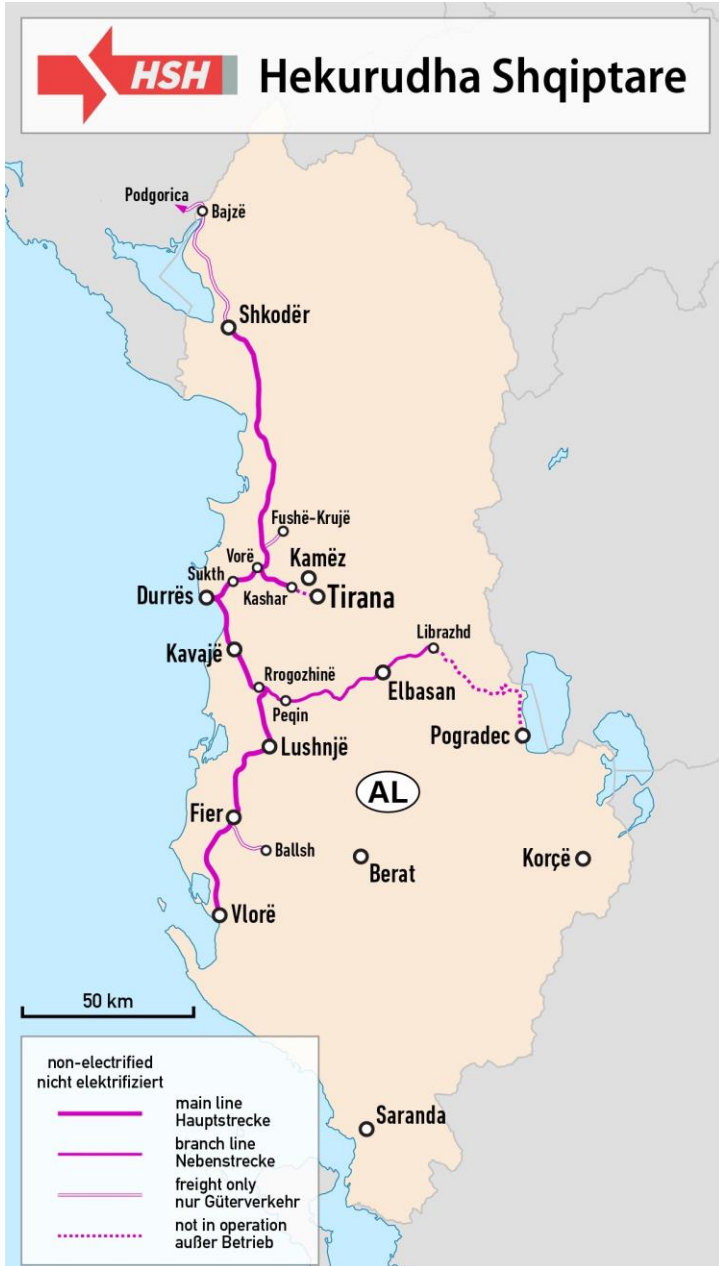 HSH
Hekurudha Shqiptare
Podgorica
Bajzë
Shkodër
Fushë-Krujë
Vorë
Kamëz
Sukth
Durrës
Kashar
Tirana
Librazhd
Kavajë
Rrogozhinë
Elbasan
Peqin
Pogradec
Lushnjë
AL
Fier
Ballsh
Berat
Korçë
Vlorë
50 km
non-electrified
nicht elektrifiziert
main line
Hauptstrecke
branch line
Nebenstrecke
freight only
nur Güterverkehr
not in operation
außer Betrieb
Saranda